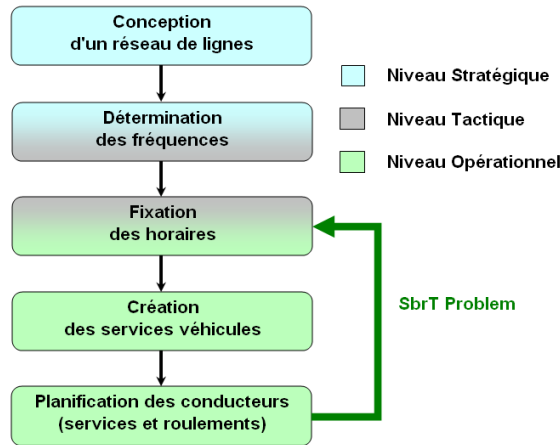 Conception
d'un réseau de lignes
Niveau Stratégique
Détermination
des fréquences
Niveau Tactique
Niveau Opérationnel
Fixation
des horaires
Création
des services véhicules
SbrT Problem
Planification des conducteurs
(services et roulements)